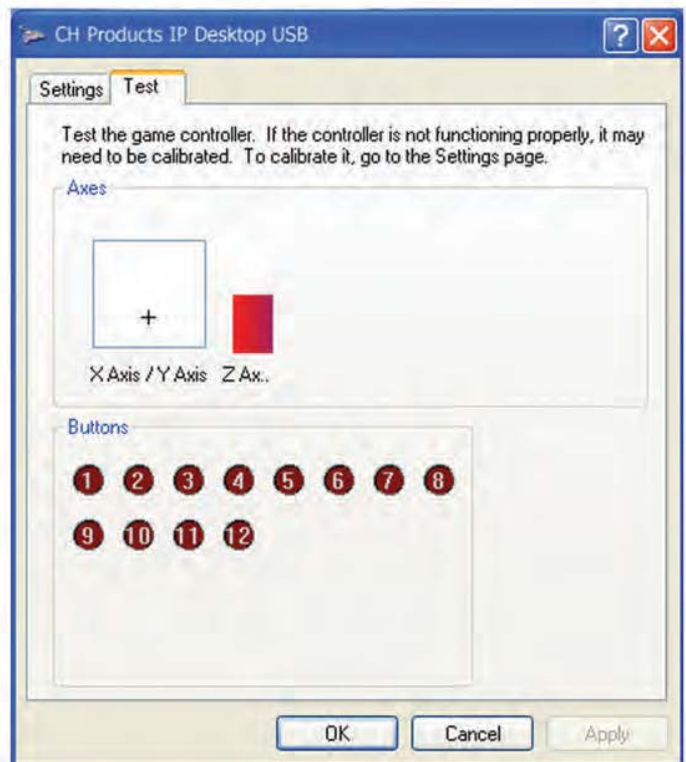 CH Products IP Desktop USB
Settings Test
Test the game controller. If the controller is not functioning properly, it may
need to be calibrated. To calibrate it, go to the Settings page.
Axes
X Axis / Y Axis Z Ax..
Buttons
1 2 3 4 5 6 7 8
9 10 11 12
OK Cancel Apply